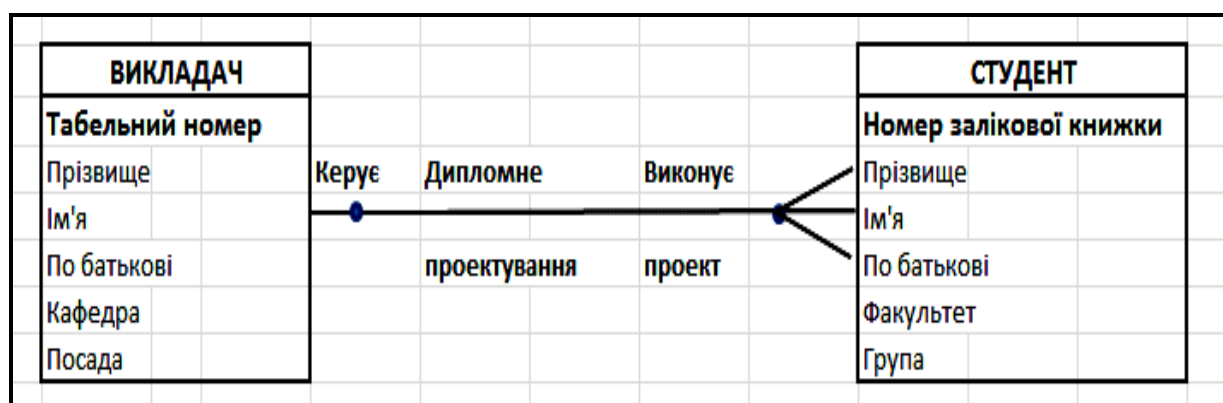 ВИКЛАДАЧ
Табельний номер
Прізвище
Ім'я
По батькові
Кафедра
Посада
Керує Дипломне Виконує
проектування проект
СТУДЕНТ
Номер залікової книжки
Прізвище
Ім'я
По батькові
Факультет
Група